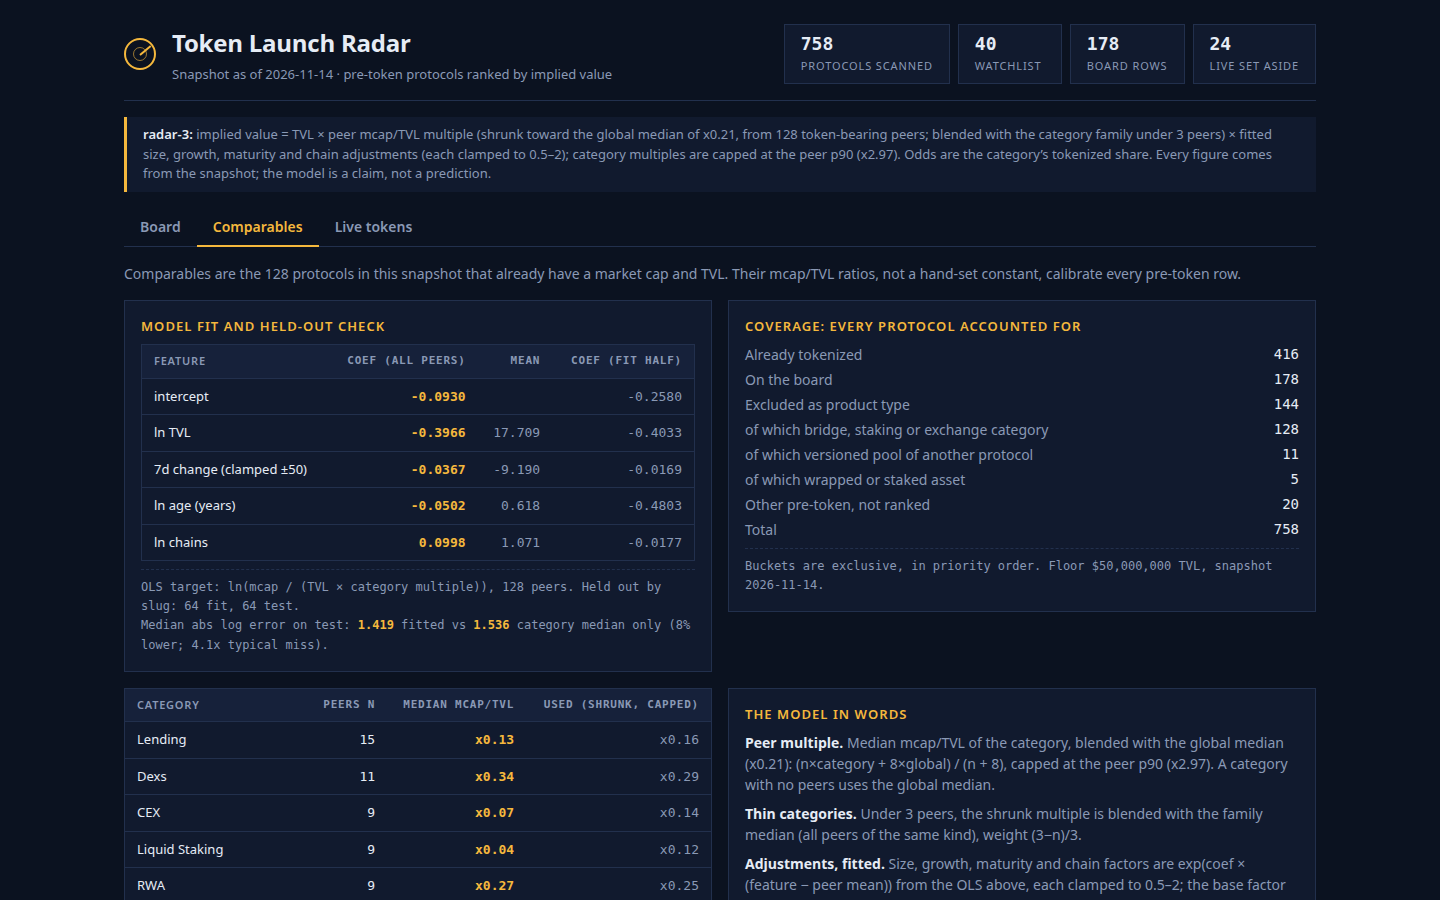 Token Launch Radar
Snapshot as of 2026-11-14 · pre-token protocols ranked by implied value
758
PROTOCOLS SCANNED
40
WATCHLIST
178
BOARD ROWS
24
LIVE SET ASIDE
radar-3: implied value = TVL × peer mcap/TVL multiple (shrunk toward the global median of x0.21, from 128 token-bearing peers; blended with the category family under 3 peers) × fitted
size, growth, maturity and chain adjustments (each clamped to 0.5–2); category multiples are capped at the peer p90 (x2.97). Odds are the category's tokenized share. Every figure comes
from the snapshot; the model is a claim, not a prediction.
Board Comparables Live tokens
Comparables are the 128 protocols in this snapshot that already have a market cap and TVL. Their mcap/TVL ratios, not a hand-set constant, calibrate every pre-token row.
MODEL FIT AND HELD-OUT CHECK
FEATURE COEF (ALL PEERS) MEAN COEF (FIT HALF)
intercept -0.0930 -0.2580
ln TVL -0.3966 17.709 -0.4033
7d change (clamped ±50) -0.0367 -9.190 -0.0169
ln age (years) -0.0502 0.618 -0.4803
ln chains 0.0998 1.071 -0.0177
OLS target: ln(mcap / (TVL × category multiple)), 128 peers. Held out by
slug: 64 fit, 64 test.
Median abs log error on test: 1.419 fitted vs 1.536 category median only (8%
lower; 4.1x typical miss).
COVERAGE: EVERY PROTOCOL ACCOUNTED FOR
Already tokenized 416
On the board 178
Excluded as product type 144
of which bridge, staking or exchange category 128
of which versioned pool of another protocol 11
of which wrapped or staked asset 5
Other pre-token, not ranked 20
Total 758
Buckets are exclusive, in priority order. Floor $50,000,000 TVL, snapshot
2026-11-14.
CATEGORY PEERS N MEDIAN MCAP/TVL USED (SHRUNK, CAPPED)
Lending 15 x0.13 x0.16
Dexs 11 x0.34 x0.29
CEX 9 x0.07 x0.14
Liquid Staking 9 x0.04 x0.12
RWA 9 x0.27 x0.25
THE MODEL IN WORDS
Peer multiple. Median mcap/TVL of the category, blended with the global median
(x0.21): (n×category + 8×global) / (n + 8), capped at the peer p90 (x2.97). A category
with no peers uses the global median.
Thin categories. Under 3 peers, the shrunk multiple is blended with the family
median (all peers of the same kind), weight (3−n)/3.
Adjustments, fitted. Size, growth, maturity and chain factors are exp(coef ×
(feature − peer mean)) from the OLS above, each clamped to 0.5–2; the base factor